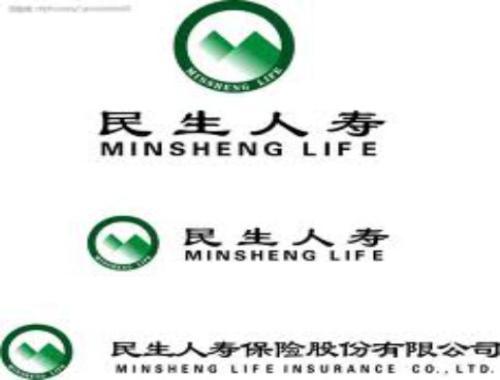 MINSHENG LIFE
民生人寿
MINSHENG LIFE
MINSHENG LIFE
民生人寿
MINSHENG LIFE
MINSHENG LIFE
民生人寿保险股份有限公司
MINSHENG LIFE INSURANCE CO., LTD.